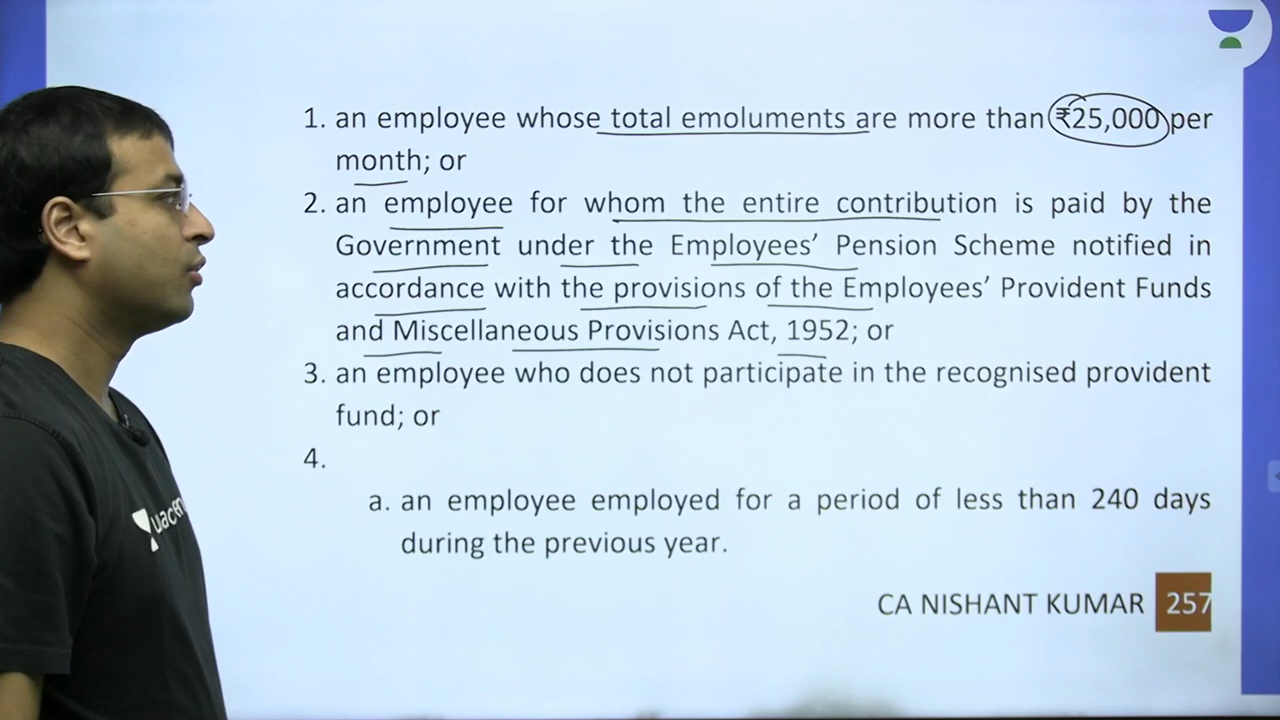 1. an employee whose total emoluments are more than ₹25,000 per
month; or
2. an employee for whom the entire contribution is paid by the
Government under the Employees’ Pension Scheme notified in
accordance with the provisions of the Employees’ Provident Funds
and Miscellaneous Provisions Act, 1952; or
3. an employee who does not participate in the recognised provident
fund; or
4.
a. an employee employed for a period of less than 240 days
during the previous year.
CA NISHANT KUMAR 257